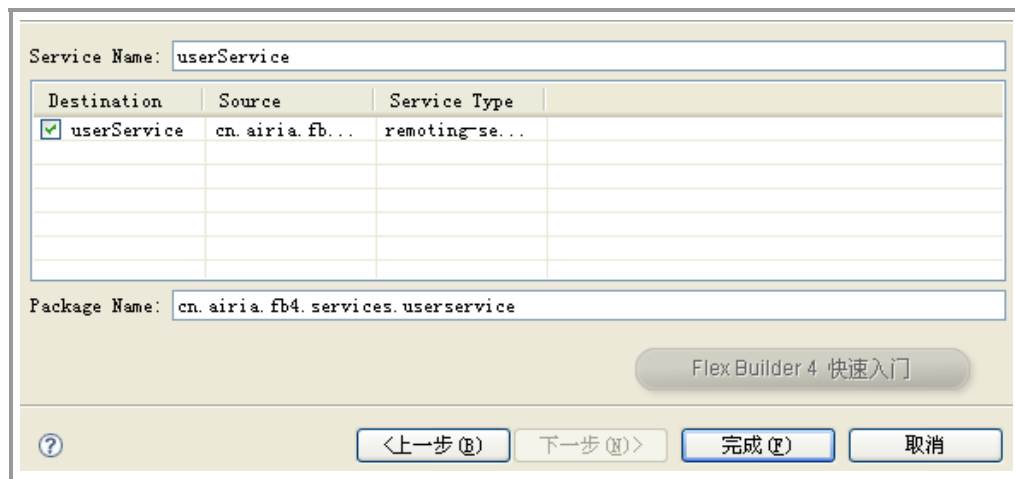 Service Name: userService
Destination Source Service Type
userService cn.airia.fb... remoting-se...
Package Name: cn.airia.fb4.services.userservice
Flex Builder 4 快速入门
<上一步(B) 下一步(N)> 完成(F) 取消